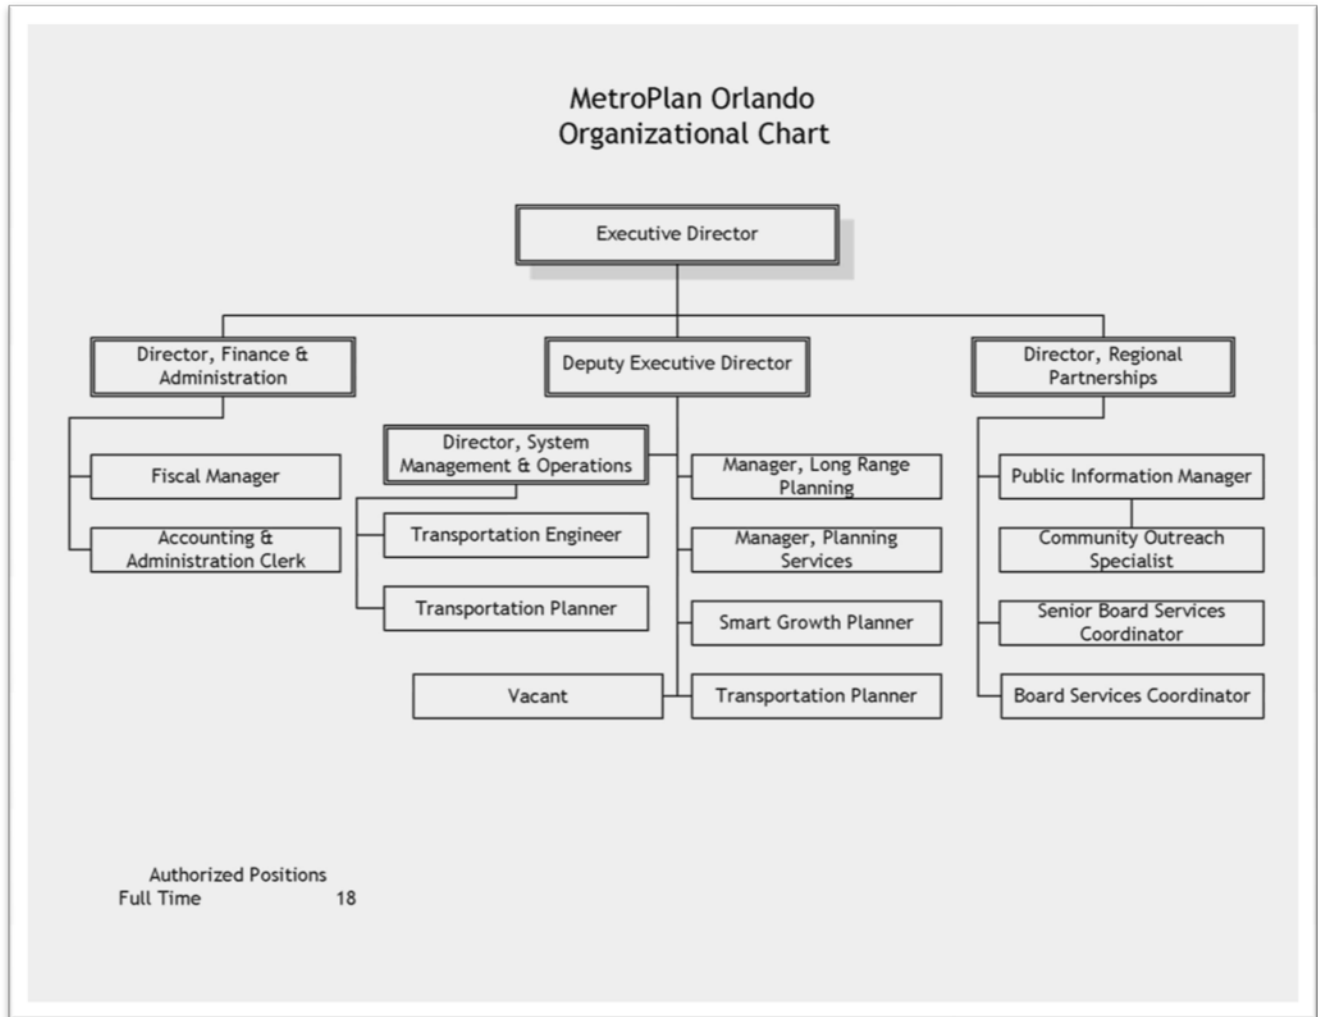 MetroPlan Orlando
Organizational Chart
Executive Director
Director, Finance &
Administration
Deputy Executive Director
Director, Regional
Partnerships
Fiscal Manager
Accounting &
Administration Clerk
Director, System
Management & Operations
Transportation Engineer
Transportation Planner
Vacant
Manager, Long Range
Planning
Manager, Planning
Services
Smart Growth Planner
Transportation Planner
Public Information Manager
Community Outreach
Specialist
Senior Board Services
Coordinator
Board Services Coordinator
Authorized Positions
Full Time 18